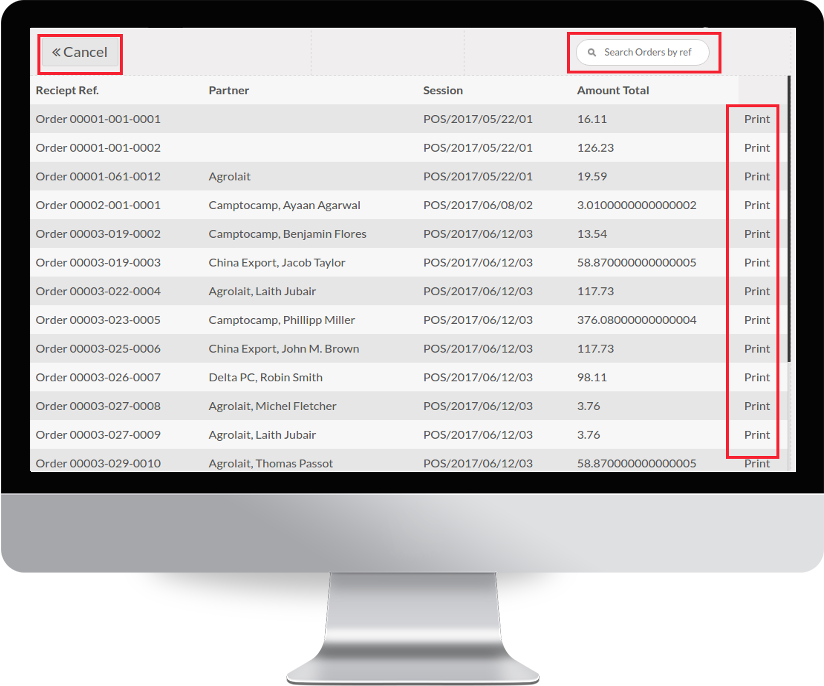 « Cancel Search Orders by ref
Reciept Ref. Partner Session Amount Total
Order 00001-001-0001 POS/2017/05/22/01 16.11 Print
Order 00001-001-0002 POS/2017/05/22/01 126.23 Print
Order 00001-061-0012 Agrolait POS/2017/05/22/01 19.59 Print
Order 00002-001-0001 Camptocamp, Ayaan Agarwal POS/2017/06/08/02 3.0100000000000002 Print
Order 00003-019-0002 Camptocamp, Benjamin Flores POS/2017/06/12/03 13.54 Print
Order 00003-019-0003 China Export, Jacob Taylor POS/2017/06/12/03 58.870000000000005 Print
Order 00003-022-0004 Agrolait, Laith Jubair POS/2017/06/12/03 117.73 Print
Order 00003-023-0005 Camptocamp, Phillipp Miller POS/2017/06/12/03 376.08000000000004 Print
Order 00003-025-0006 China Export, John M. Brown POS/2017/06/12/03 117.73 Print
Order 00003-026-0007 Delta PC, Robin Smith POS/2017/06/12/03 98.11 Print
Order 00003-027-0008 Agrolait, Michel Fletcher POS/2017/06/12/03 3.76 Print
Order 00003-027-0009 Agrolait, Laith Jubair POS/2017/06/12/03 3.76 Print
Order 00003-029-0010 Agrolait, Thomas Passot POS/2017/06/12/03 58.870000000000005 Print